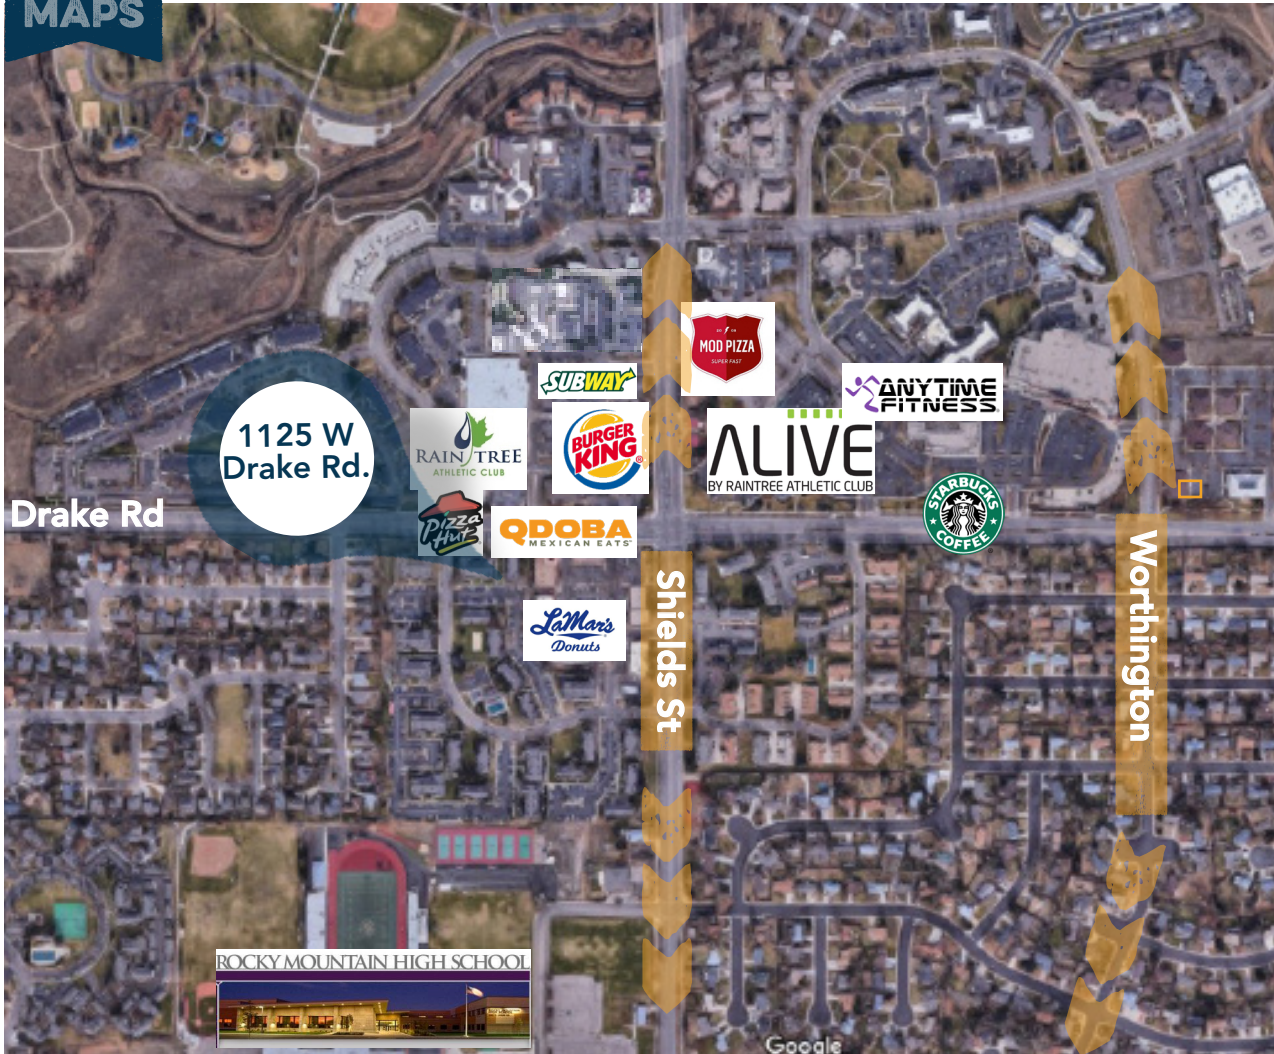 MAPS
SUBWAY
MOD PIZZA
SUPER FAST
ANYTIME
FITNESS
1125 W
Drake Rd.
RAIN TREE
ATHLETIC CLUB
BURGER
KING
ALIVE
BY RAINTREE ATHLETIC CLUB
STARBUCKS
COFFEE
Drake Rd
Pizza
Hut
QDOBA
MEXICAN EATS
LaMar's
Donuts
Shields St
Worthington
ROCKY MOUNTAIN HIGH SCHOOL
Google